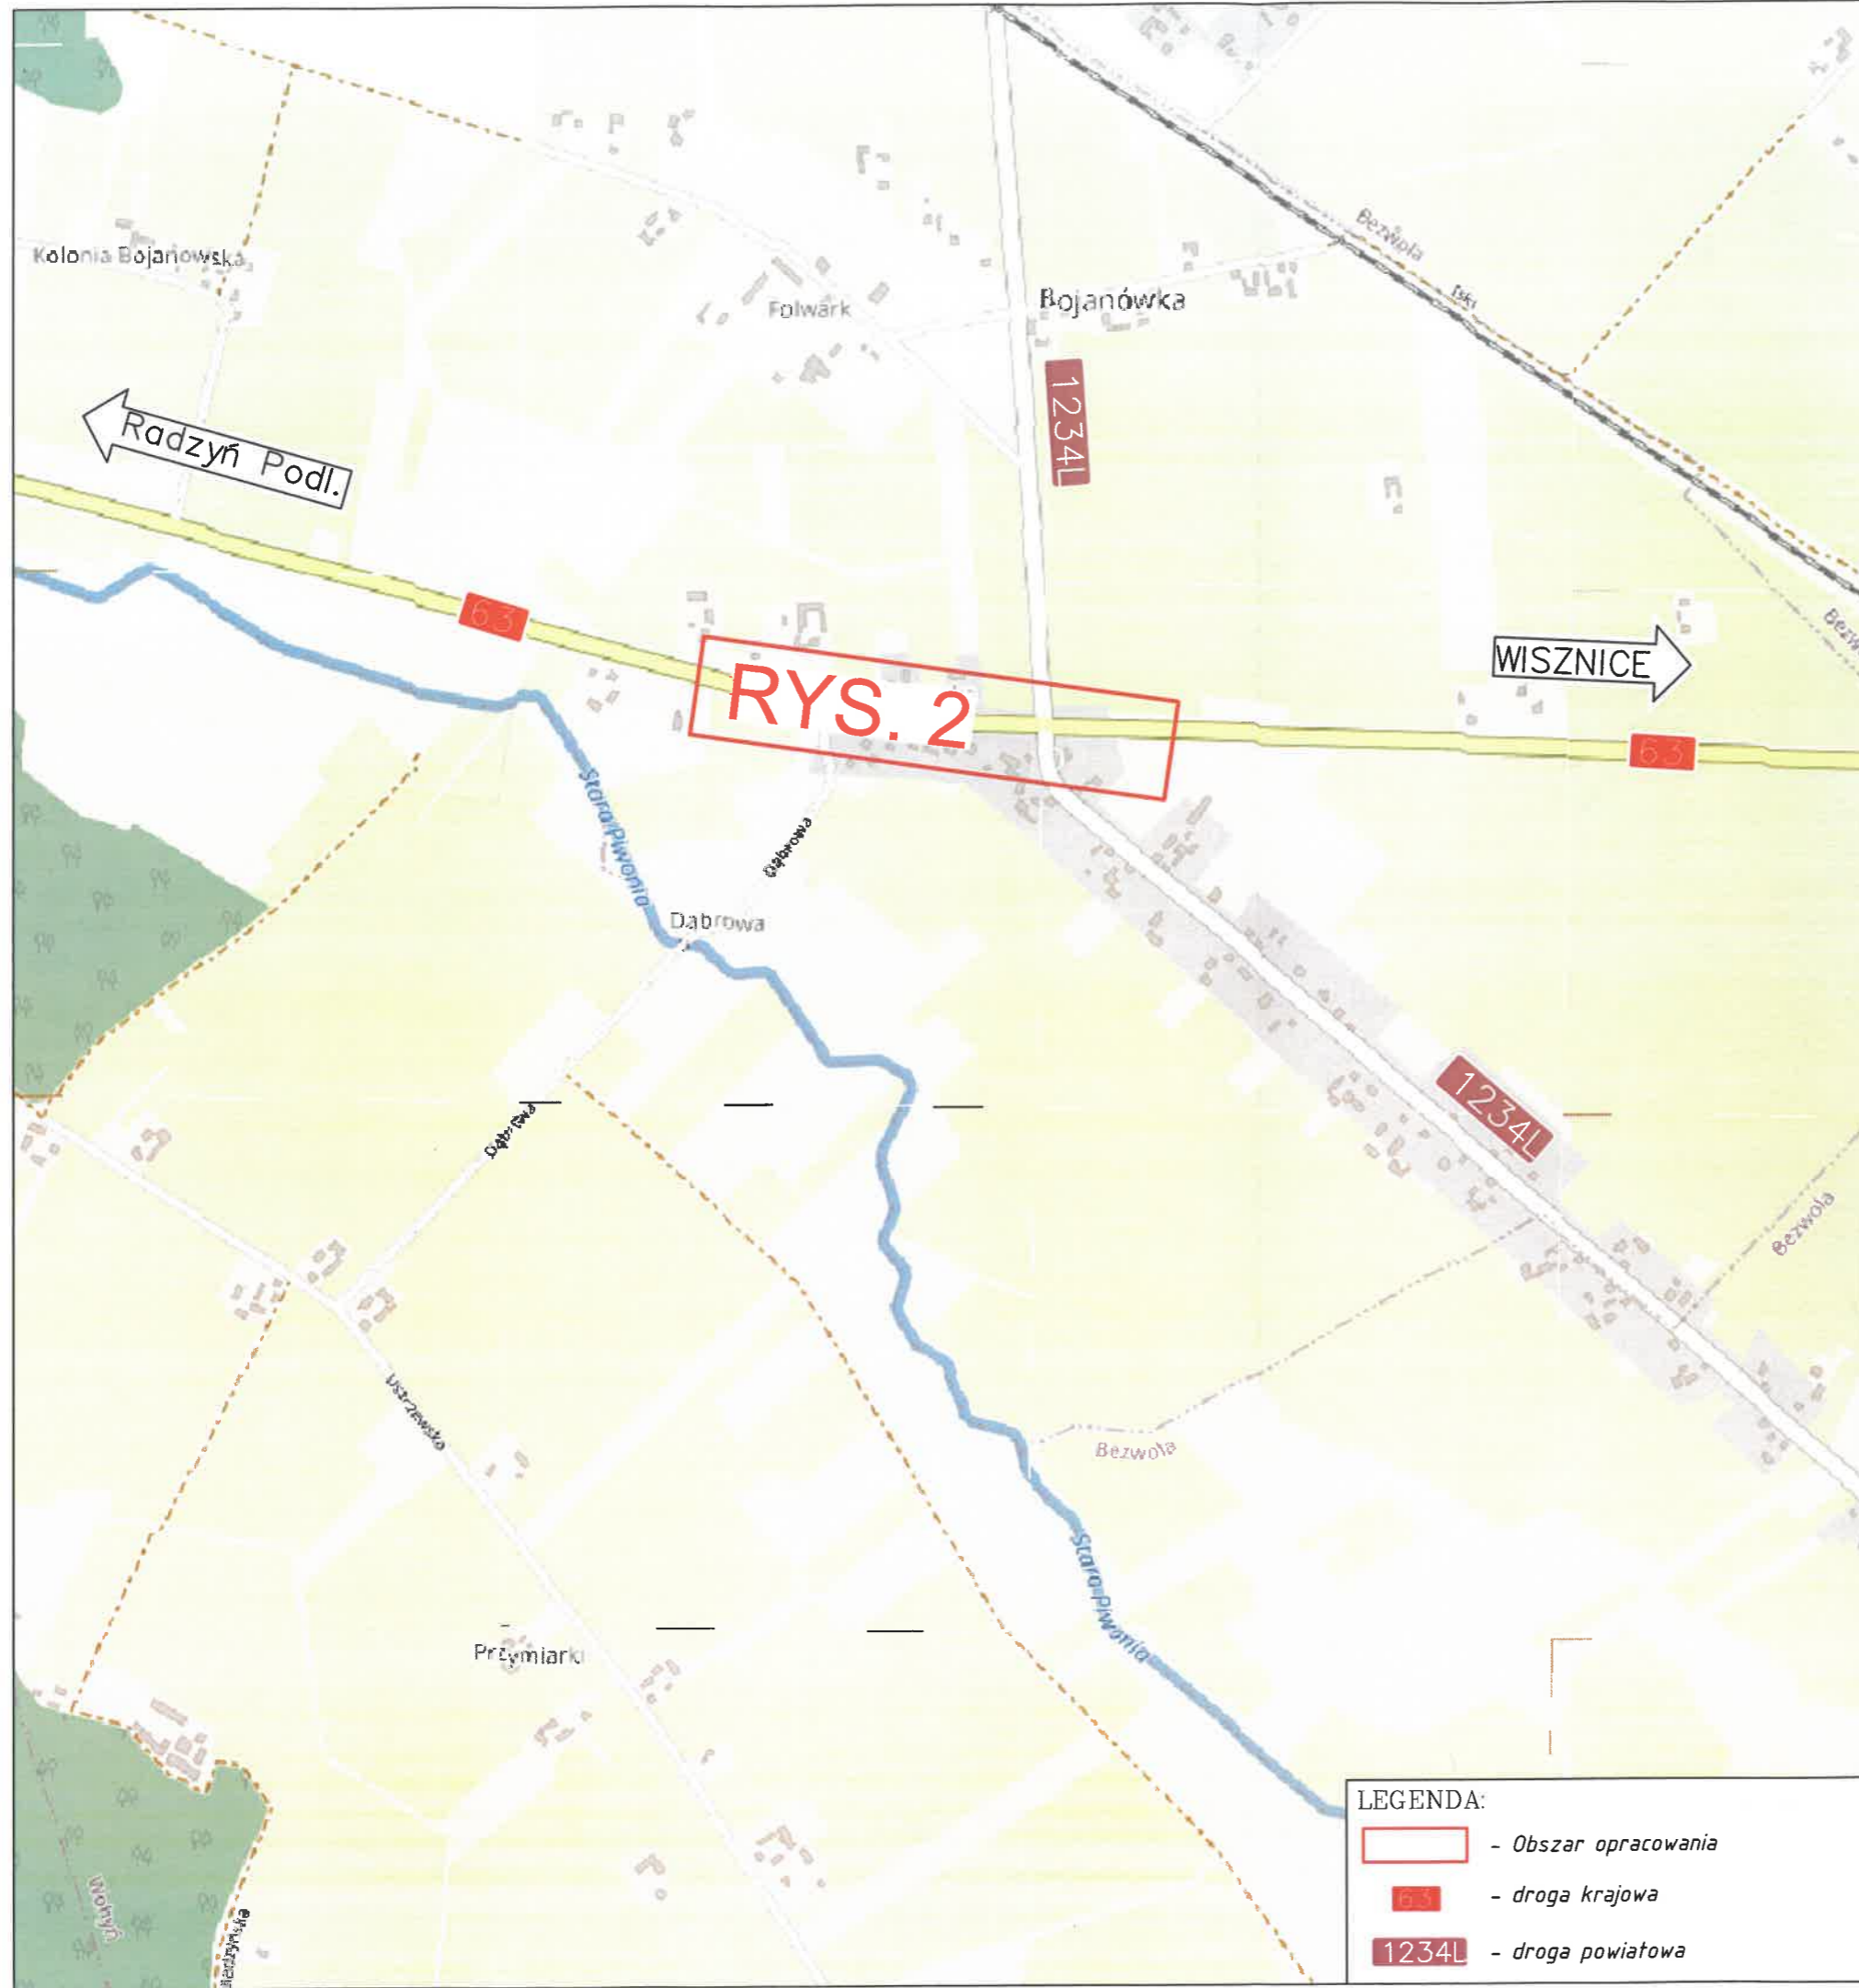 Bezwola
Kolonia Bojanowska
Folwark
Bojanówka
1234L
Radzyń Podl.
63
WISZNICE
RYS. 2
63
Stara Piwonia
Dąbrowa
Dąbrowa
Dąbrowa
1234L
Bezwola
Ustrzewska
Bezwola
Stara Piwonia
Przymiarki
Wohyń
LEGENDA:
- Obszar opracowania
63 - droga krajowa
1234L - droga powiatowa